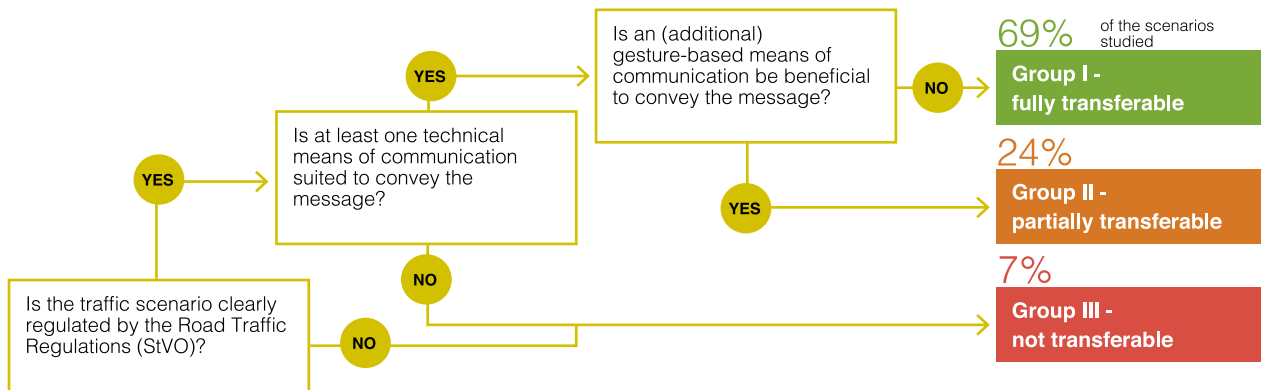 Is the traffic scenario clearly
regulated by the Road Traffic
Regulations (StVO)?
YES
NO
Is at least one technical
means of communication
suited to convey the
message?
YES
NO
Is an (additional)
gesture-based means of
communication be beneficial
to convey the message?
NO
YES
69% of the scenarios
studied
Group I -
fully transferable
24%
Group II -
partially transferable
7%
Group III -
not transferable